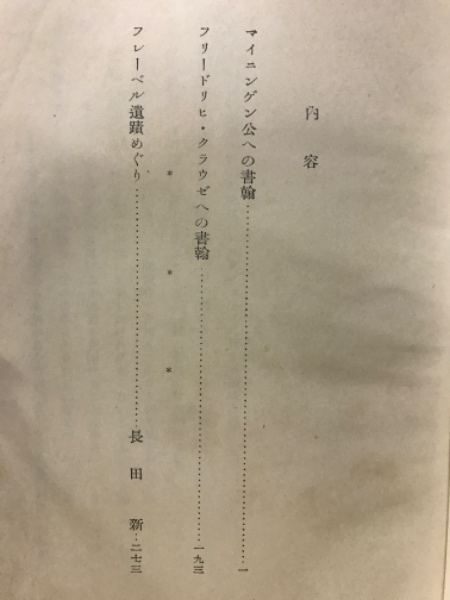 内容
マイニンゲン公への書翰……一
フリードリヒ・クラウゼへの書翰……一九三
＊　＊　＊
フレーベル遺蹟めぐり……長田新…二七三